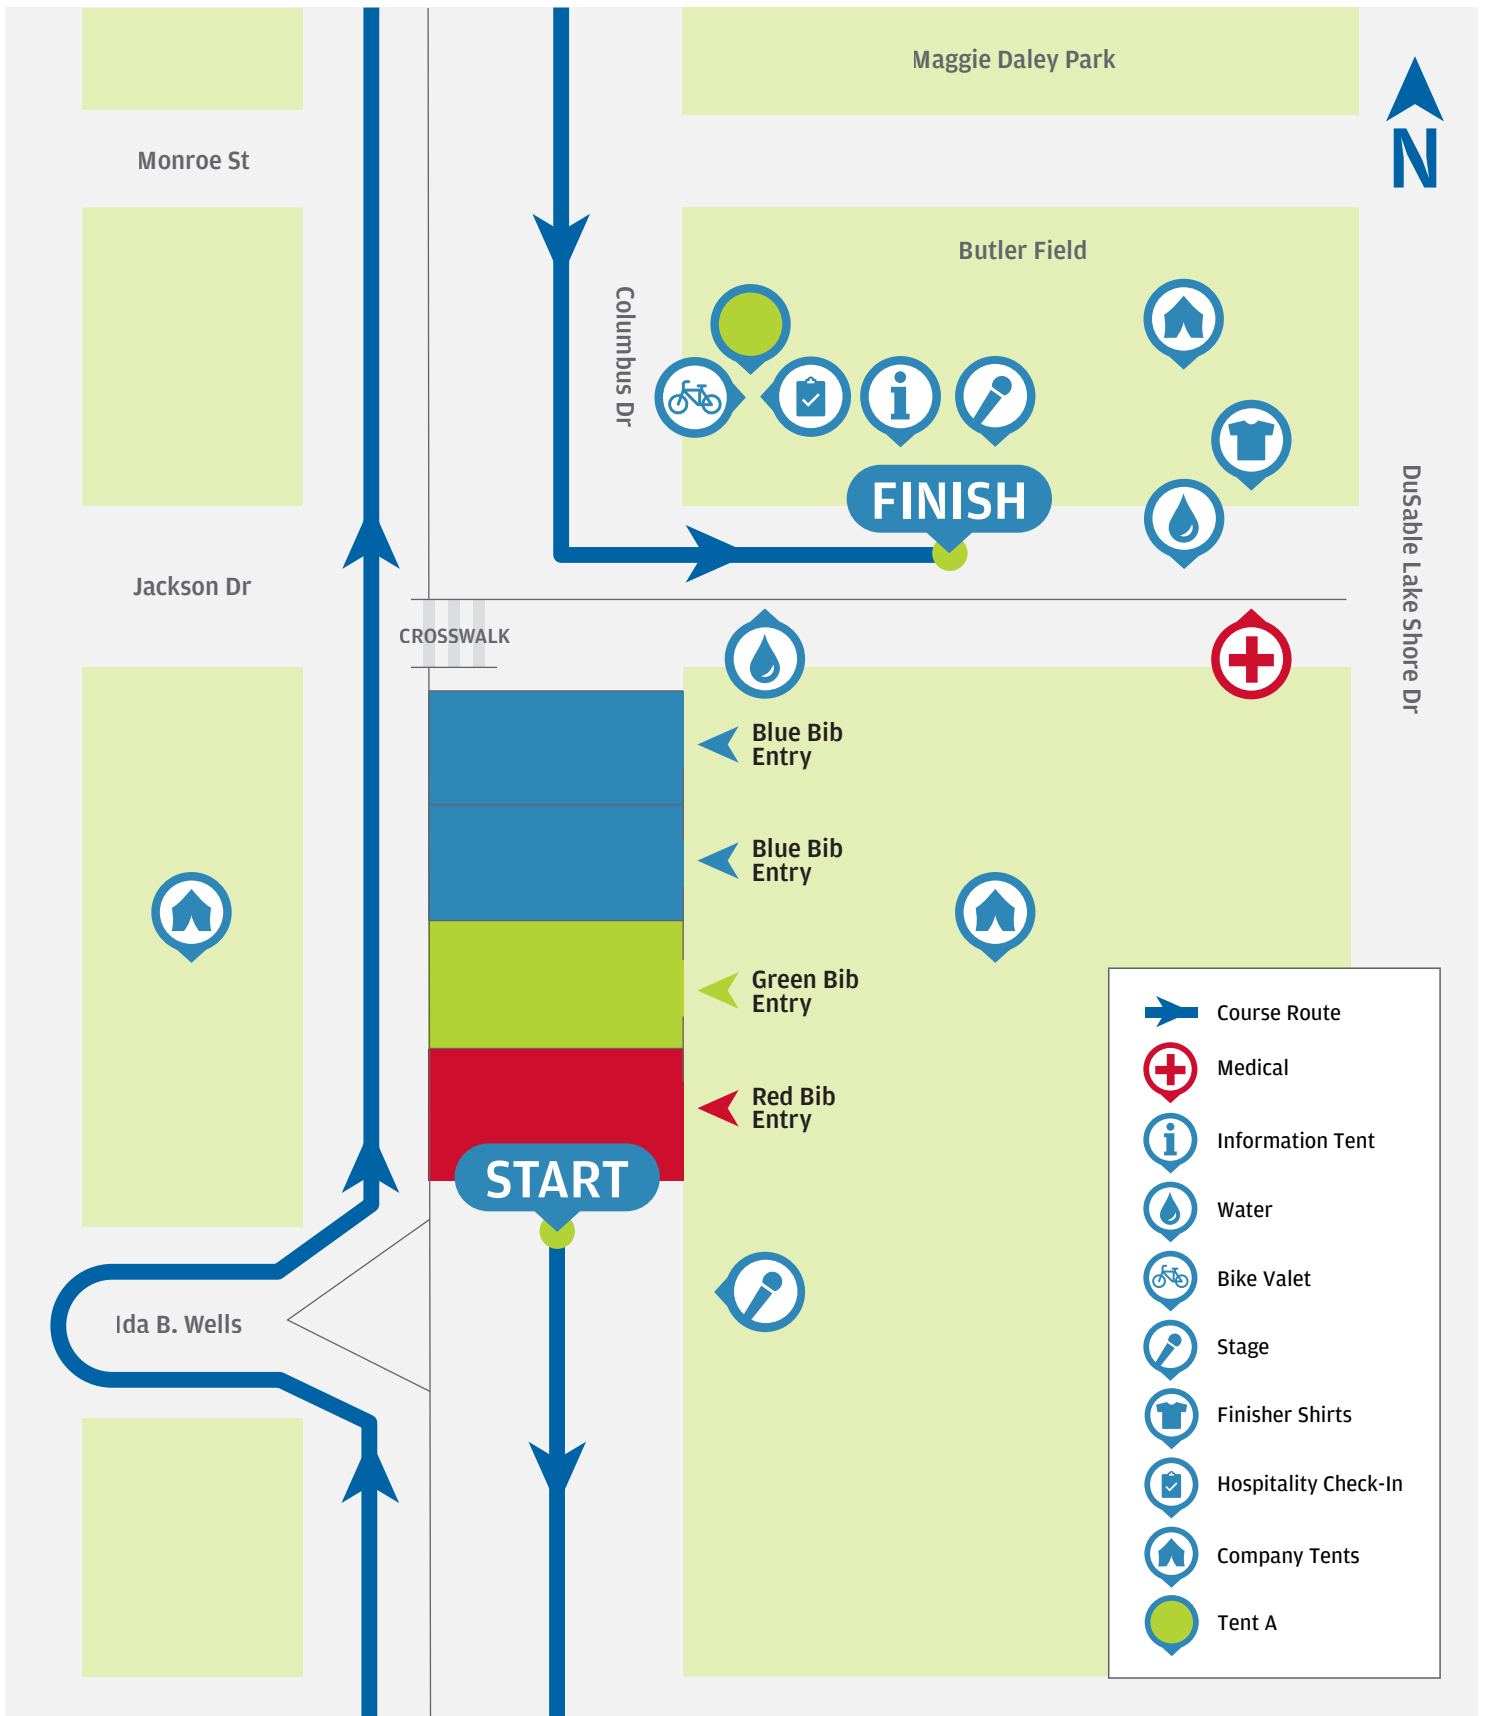 Maggie Daley Park
N
Monroe St
Butler Field
Columbus Dr
FINISH
DuSable Lake Shore Dr
Jackson Dr
CROSSWALK
Blue Bib
Entry
Blue Bib
Entry
Green Bib
Entry
Red Bib
Entry
START
Ida B. Wells
Course Route
Medical
Information Tent
Water
Bike Valet
Stage
Finisher Shirts
Hospitality Check-In
Company Tents
Tent A